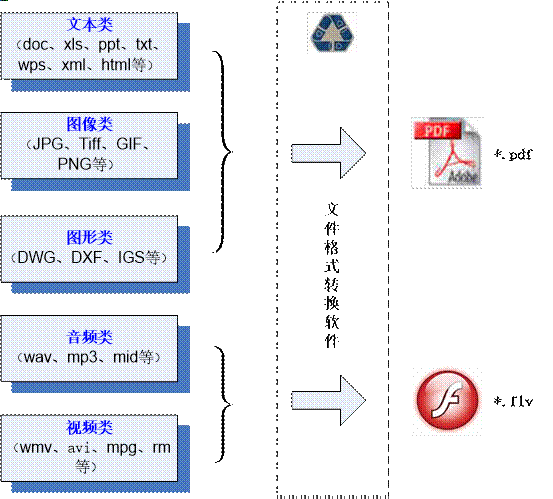 文本类
（doc、xls、ppt、txt、
wps、xml、html等）
图像类
（JPG、Tiff、GIF、
PNG等）
图形类
（DWG、DXF、IGS等）
音频类
（wav、mp3、mid等）
视频类
（wmv、avi、mpg、rm
等）
文件格式转换软件
PDF
Adobe
*.pdf
*.flv